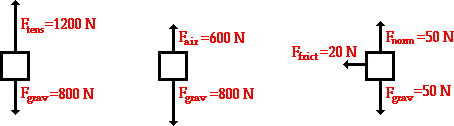 Ftens=1200 N
Fgrav=800 N
Fair=600 N
Fgrav=800 N
Fnorm=50 N
Ffrict=20 N
Fgrav=50 N